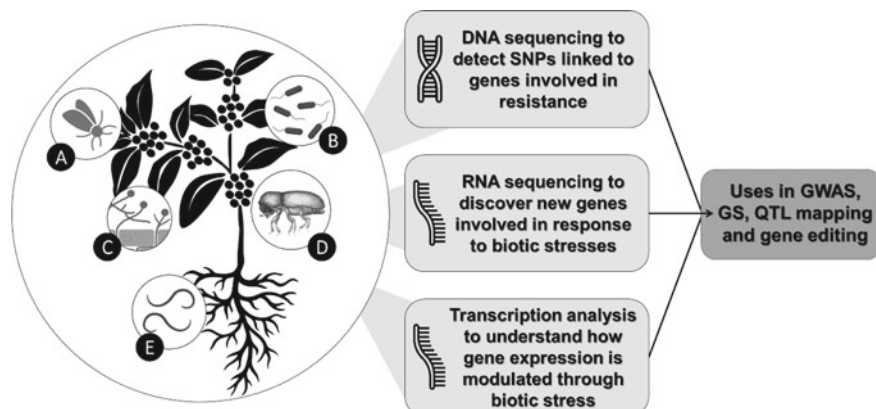 A
B
C
D
E
DNA sequencing to
detect SNPs linked to
genes involved in
resistance
RNA sequencing to
discover new genes
involved in response
to biotic stresses
Transcription analysis
to understand how
gene expression is
modulated through
biotic stress
Uses in GWAS,
GS, QTL mapping
and gene editing